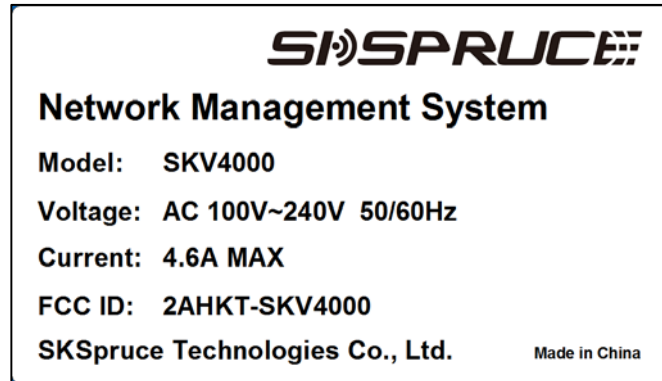 SKSPRUCE
Network Management System
Model: SKV4000
Voltage: AC 100V~240V 50/60Hz
Current: 4.6A MAX
FCC ID: 2AHKT-SKV4000
SKSpruce Technologies Co., Ltd. Made in China